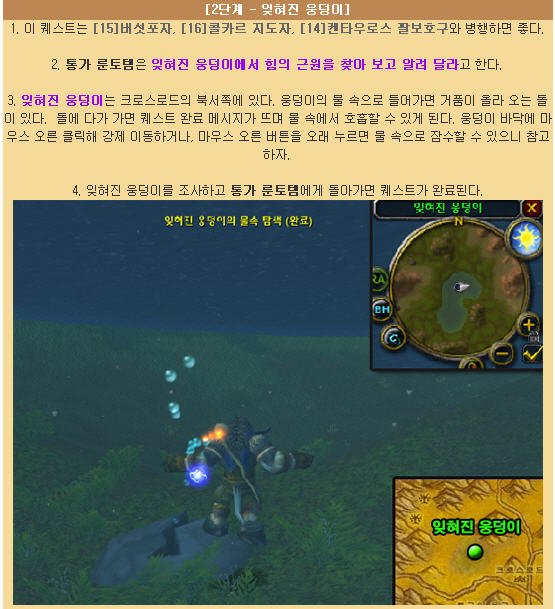 [2단계 - 잊혀진 웅덩이]
1. 이 퀘스트는 [15]버섯포자, [16]콜카르 지도자, [14]켄타우로스 팔보호구와 병행하면 좋다.
2. 통가 룬토템은 잊혀진 웅덩이에서 힘의 근원을 찾아 보고 알려 달라고 한다.
3. 잊혀진 웅덩이는 크로스로드의 북서쪽에 있다. 웅덩이의 물 속으로 들어가면 거품이 올라 오는 돌
이 있다. 돌에 다가 가면 퀘스트 완료 메시지가 뜨며 물 속에서 호흡할 수 있게 된다. 웅덩이 바닥에 마
우스 오른 클릭해 강제 이동하거나, 마우스 오른 버튼을 오래 누르면 물 속으로 잠수할 수 있으니 참고
하자.
4. 잊혀진 웅덩이를 조사하고 통가 룬토템에게 돌아가면 퀘스트가 완료된다.
잊혀진 웅덩이의 물속 탐색 (완료)
잊혀진 웅덩이
N
RA
BH
G
잊혀진 웅덩이
크로스로드